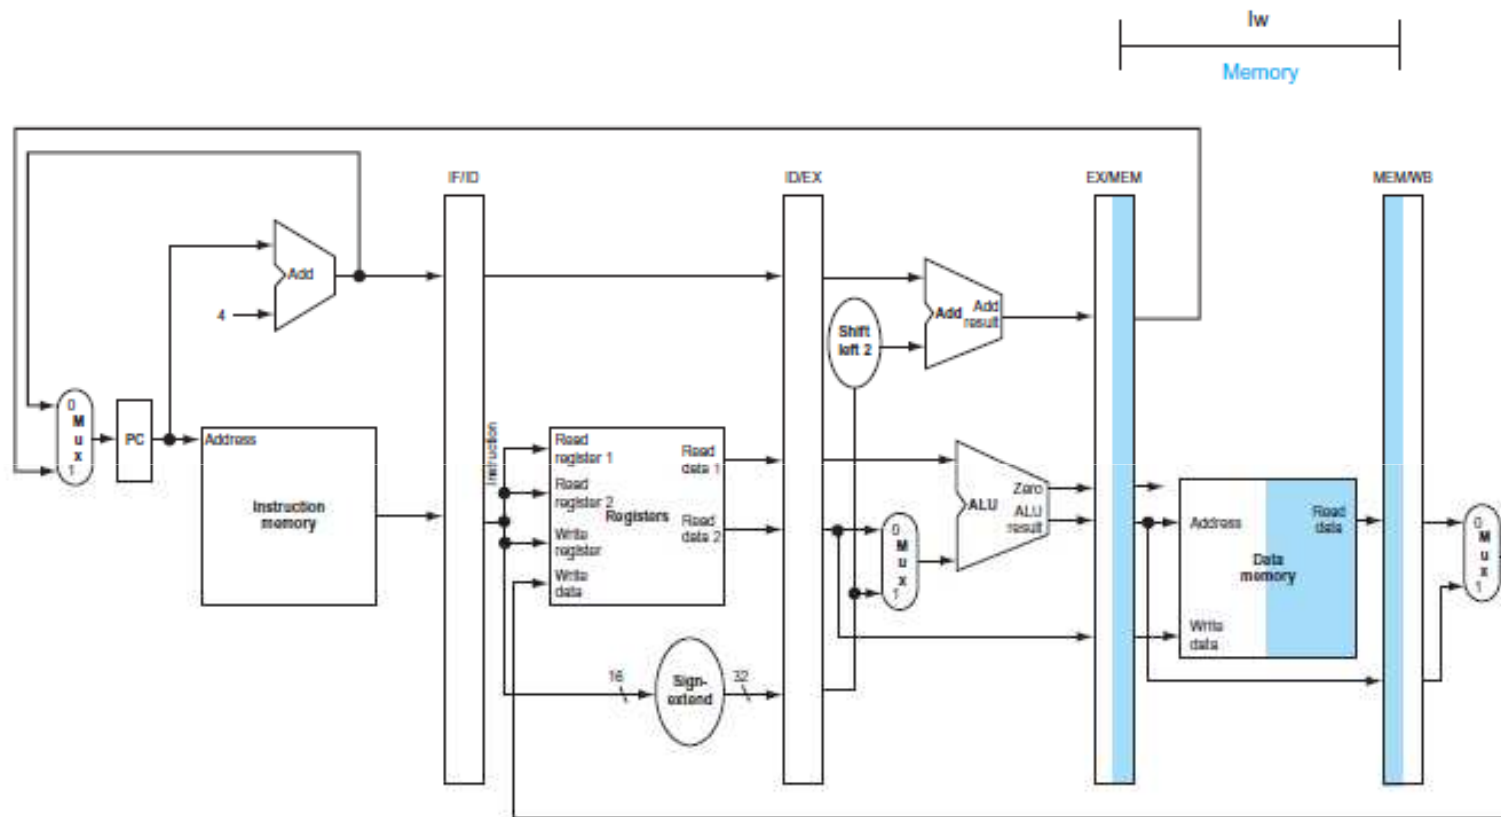 lw
Memory
IF/ID
ID/EX
EX/MEM
MEM/WB
Add
4
Add
Add
result
Shift
left 2
0
M
u
x
1
PC
Address
Instruction
memory
Instruction
Read
register 1
Read
register 2
Write
register
Write
data
Registers
Read
data 1
Read
data 2
16
Sign-
extend
32
0
M
u
x
1
Zero
ALU
ALU
result
Address
Read
data
Data
memory
Write
data
0
M
u
x
1